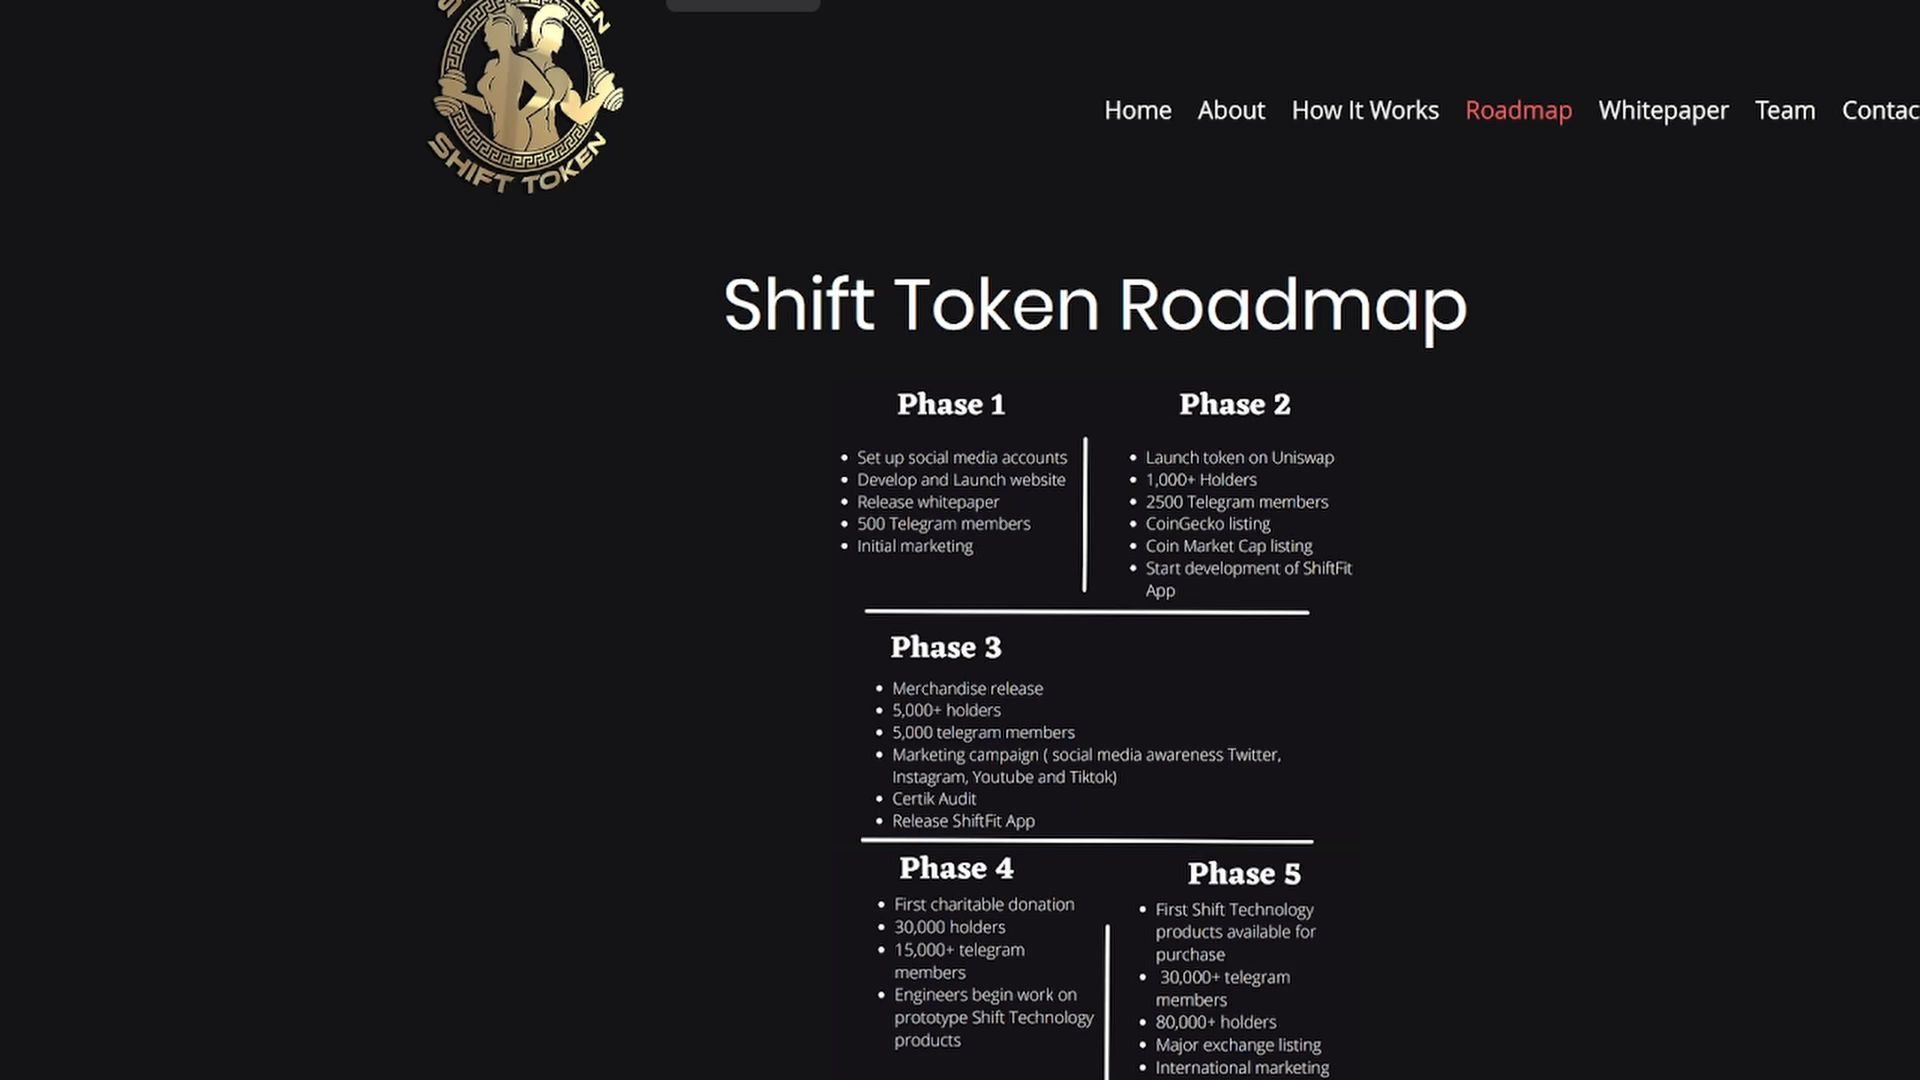 SHIFT TOKEN
Home About How It Works Roadmap Whitepaper Team Contac
Shift Token Roadmap
Phase 1
• Set up social media accounts
• Develop and Launch website
• Release whitepaper
• 500 Telegram members
• Initial marketing
Phase 2
• Launch token on Uniswap
• 1,000+ Holders
• 2500 Telegram members
• CoinGecko listing
• Coin Market Cap listing
• Start development of ShiftFit
App
Phase 3
• Merchandise release
• 5,000+ holders
• 5,000 telegram members
• Marketing campaign ( social media awareness Twitter,
Instagram, Youtube and Tiktok)
• Certik Audit
• Release ShiftFit App
Phase 4
• First charitable donation
• 30,000 holders
• 15,000+ telegram
members
• Engineers begin work on
prototype Shift Technology
products
Phase 5
• First Shift Technology
products available for
purchase
• 30,000+ telegram
members
• 80,000+ holders
• Major exchange listing
• International marketing